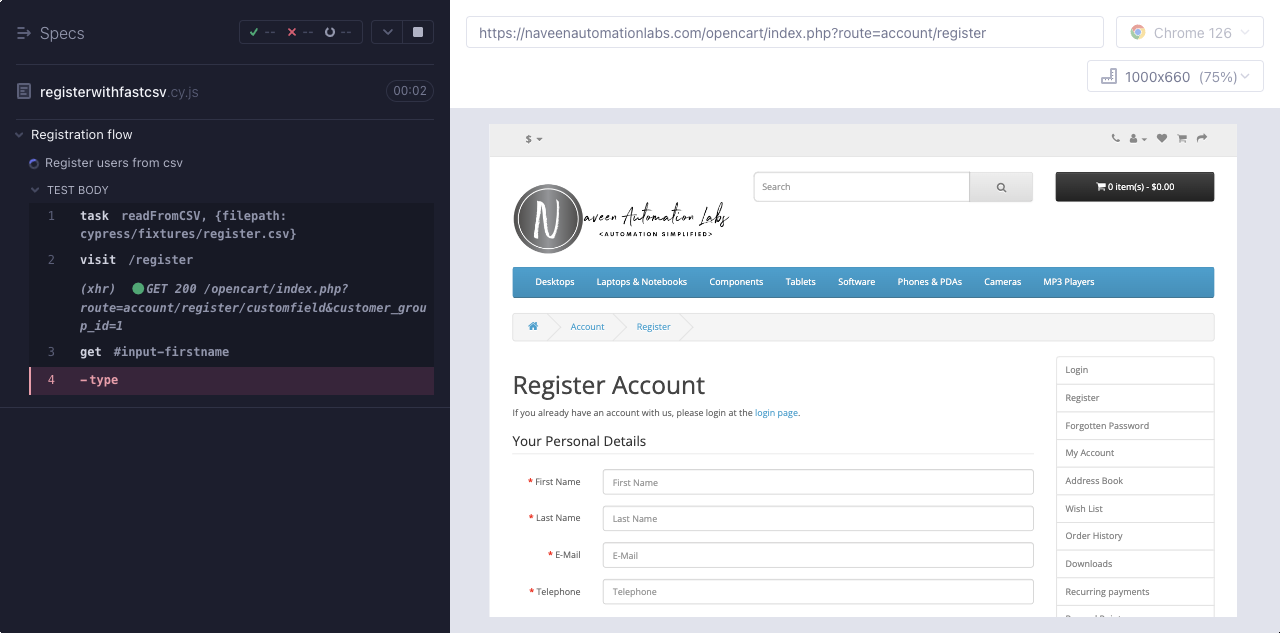 Specs
-- -- --
registerwithfastcsv.cy.js
00:02
Registration flow
Register users from csv
TEST BODY
1 task readFromCSV, {filepath:
cypress/fixtures/register.csv}
2 visit /register
(xhr) GET 200 /opencart/index.php?
route=account/register/customfield&customer_grou
p_id=1
3 get #input-firstname
4 -type
https://naveenautomationlabs.com/opencart/index.php?route=account/register
Chrome 126
1000x660 (75%)
$
Naveen Automation Labs
<AUTOMATION SIMPLIFIED>
Search
0 item(s) - $0.00
Desktops Laptops & Notebooks Components Tablets Software Phones & PDAs Cameras MP3 Players
Account Register
Register Account
If you already have an account with us, please login at the login page.
Your Personal Details
* First Name First Name
* Last Name Last Name
* E-Mail E-Mail
* Telephone Telephone
Login
Register
Forgotten Password
My Account
Address Book
Wish List
Order History
Downloads
Recurring payments